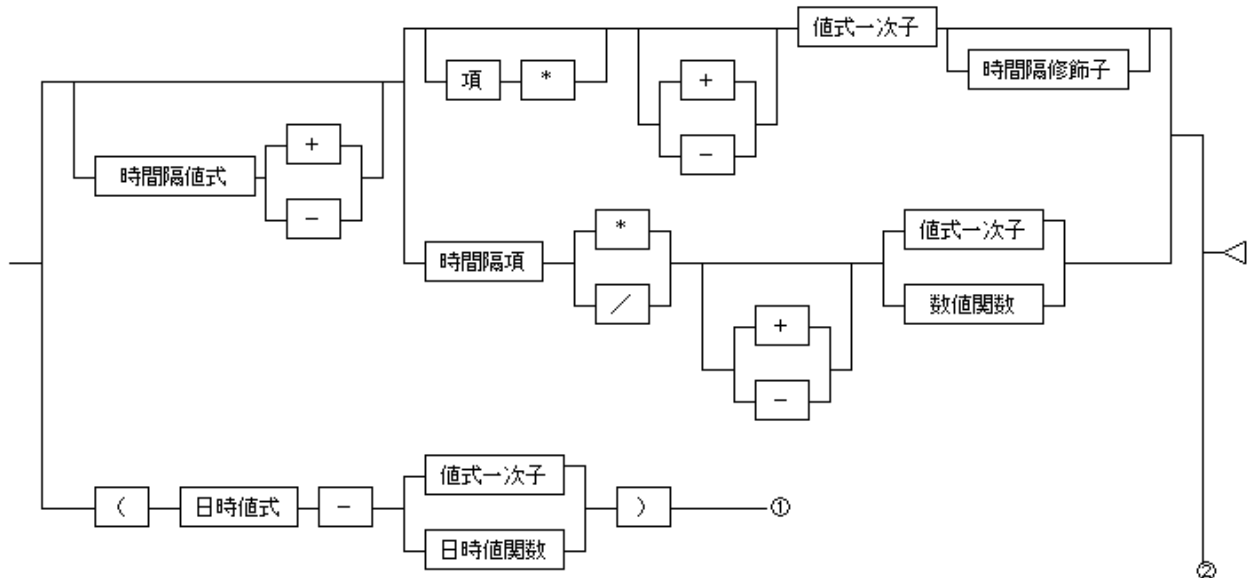 値式一次子
時間隔修飾子
項
*
+
-
時間隔値式
+
-
時間隔項
*
/
+
-
値式一次子
数値関数
(
日時値式
-
値式一次子
日時値関数
)
①
②